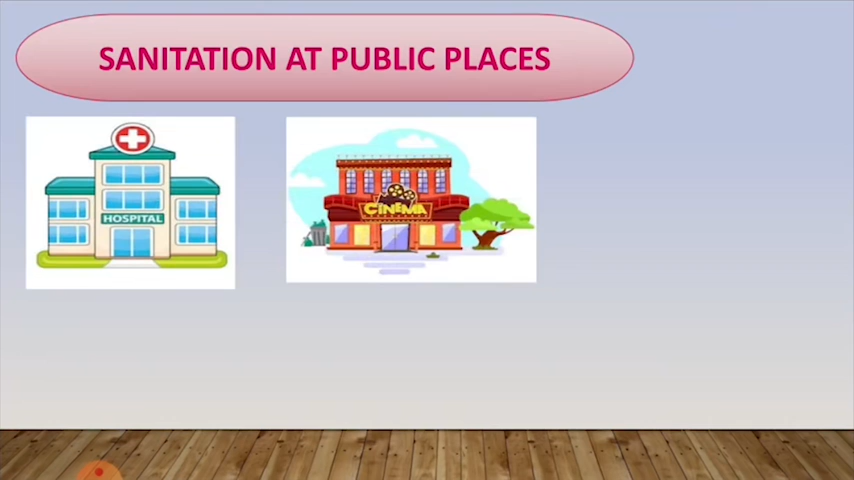 SANITATION AT PUBLIC PLACES
HOSPITAL
CINEMA